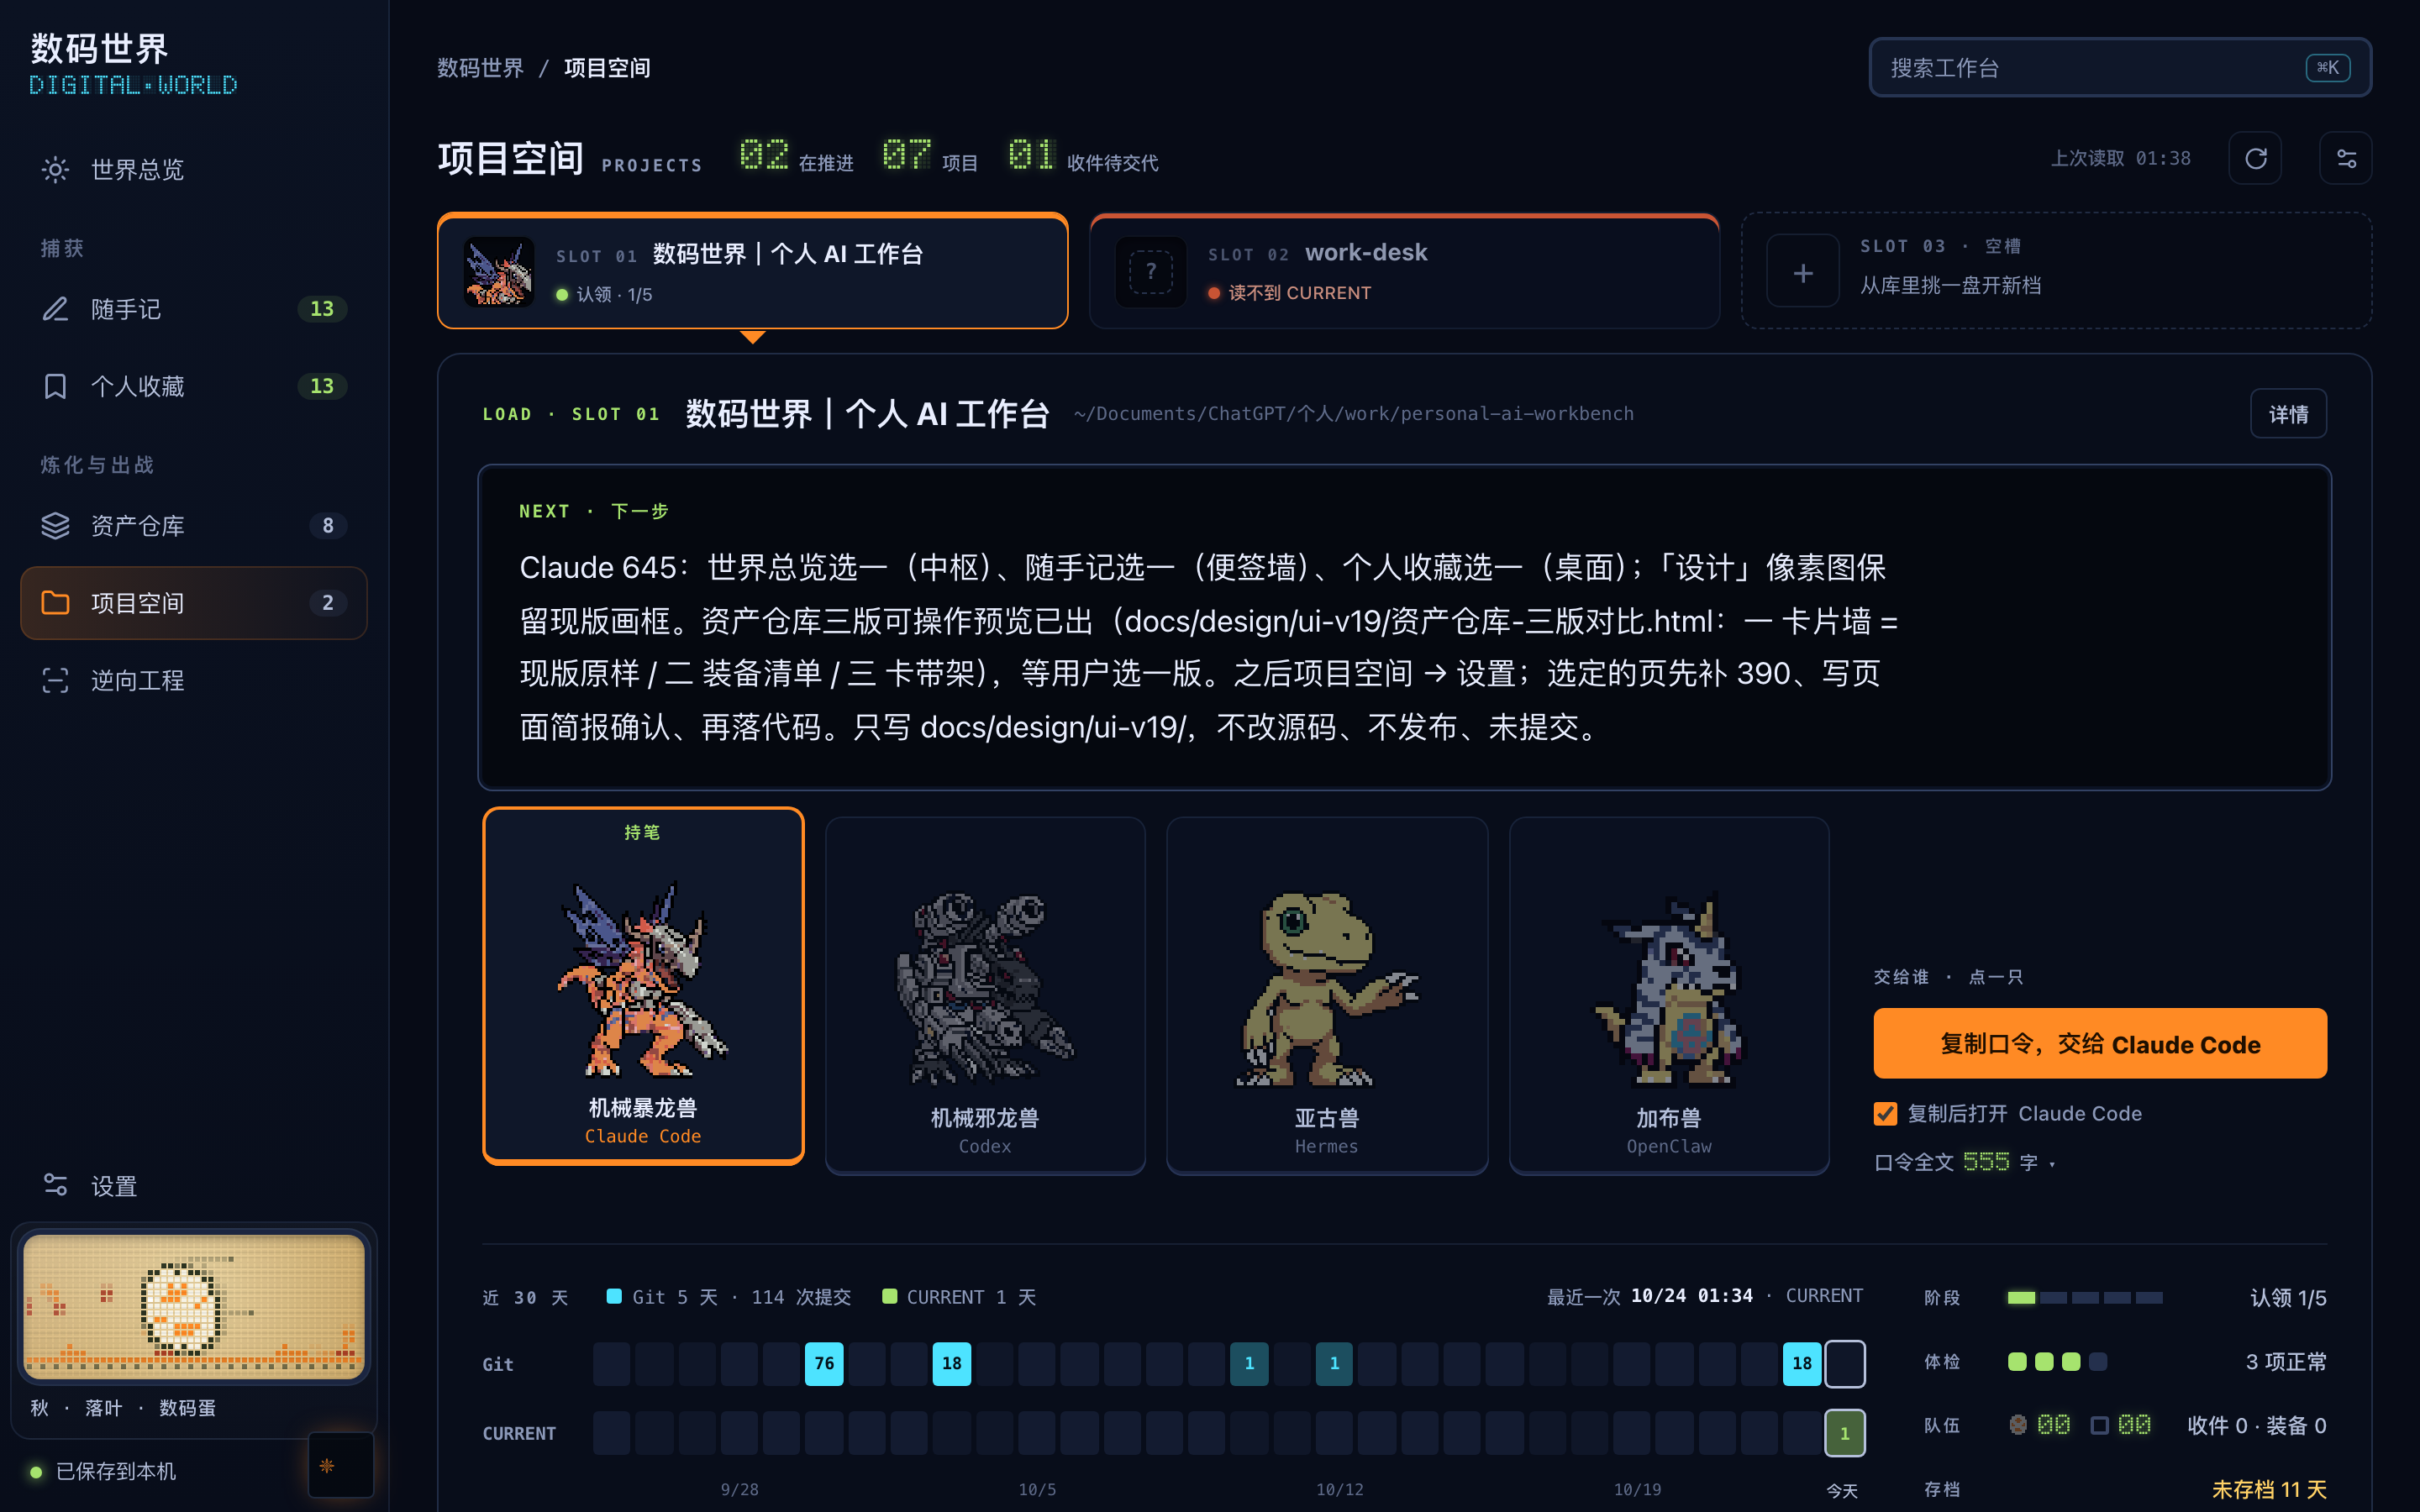 数码世界
DIGITAL·WORLD
世界总览
捕获
随手记 13
个人收藏 13
炼化与出战
资产仓库 8
项目空间 2
逆向工程
设置
秋 · 落叶 · 数码蛋
已保存到本机
数码世界 / 项目空间
搜索工作台 ⌘K
项目空间 PROJECTS 02 在推进 07 项目 01 收件待交代
上次读取 01:38
SLOT 01 数码世界｜个人 AI 工作台
认领 · 1/5
?
SLOT 02 work-desk
读不到 CURRENT
+
SLOT 03 · 空槽
从库里挑一盘开新档
LOAD · SLOT 01 数码世界｜个人 AI 工作台 ~/Documents/ChatGPT/个人/work/personal-ai-workbench
详情
NEXT · 下一步
Claude 645：世界总览选一（中枢）、随手记选一（便签墙）、个人收藏选一（桌面）；「设计」像素图保
留现版画框。资产仓库三版可操作预览已出（docs/design/ui-v19/资产仓库-三版对比.html：一 卡片墙 =
现版原样 / 二 装备清单 / 三 卡带架），等用户选一版。之后项目空间 → 设置；选定的页先补 390、写页
面简报确认、再落代码。只写 docs/design/ui-v19/，不改源码、不发布、未提交。
持笔
机械暴龙兽
Claude Code
机械邪龙兽
Codex
亚古兽
Hermes
加布兽
OpenClaw
交给谁 · 点一只
复制口令，交给 Claude Code
复制后打开 Claude Code
口令全文 555 字 ▾
近 30 天 Git 5 天 · 114 次提交 CURRENT 1 天
最近一次 10/24 01:34 · CURRENT
Git 76 18 1 1 18
CURRENT 1
9/28 10/5 10/12 10/19 今天
阶段 认领 1/5
体检 3 项正常
队伍 00 00 收件 0 · 装备 0
存档 未存档 11 天